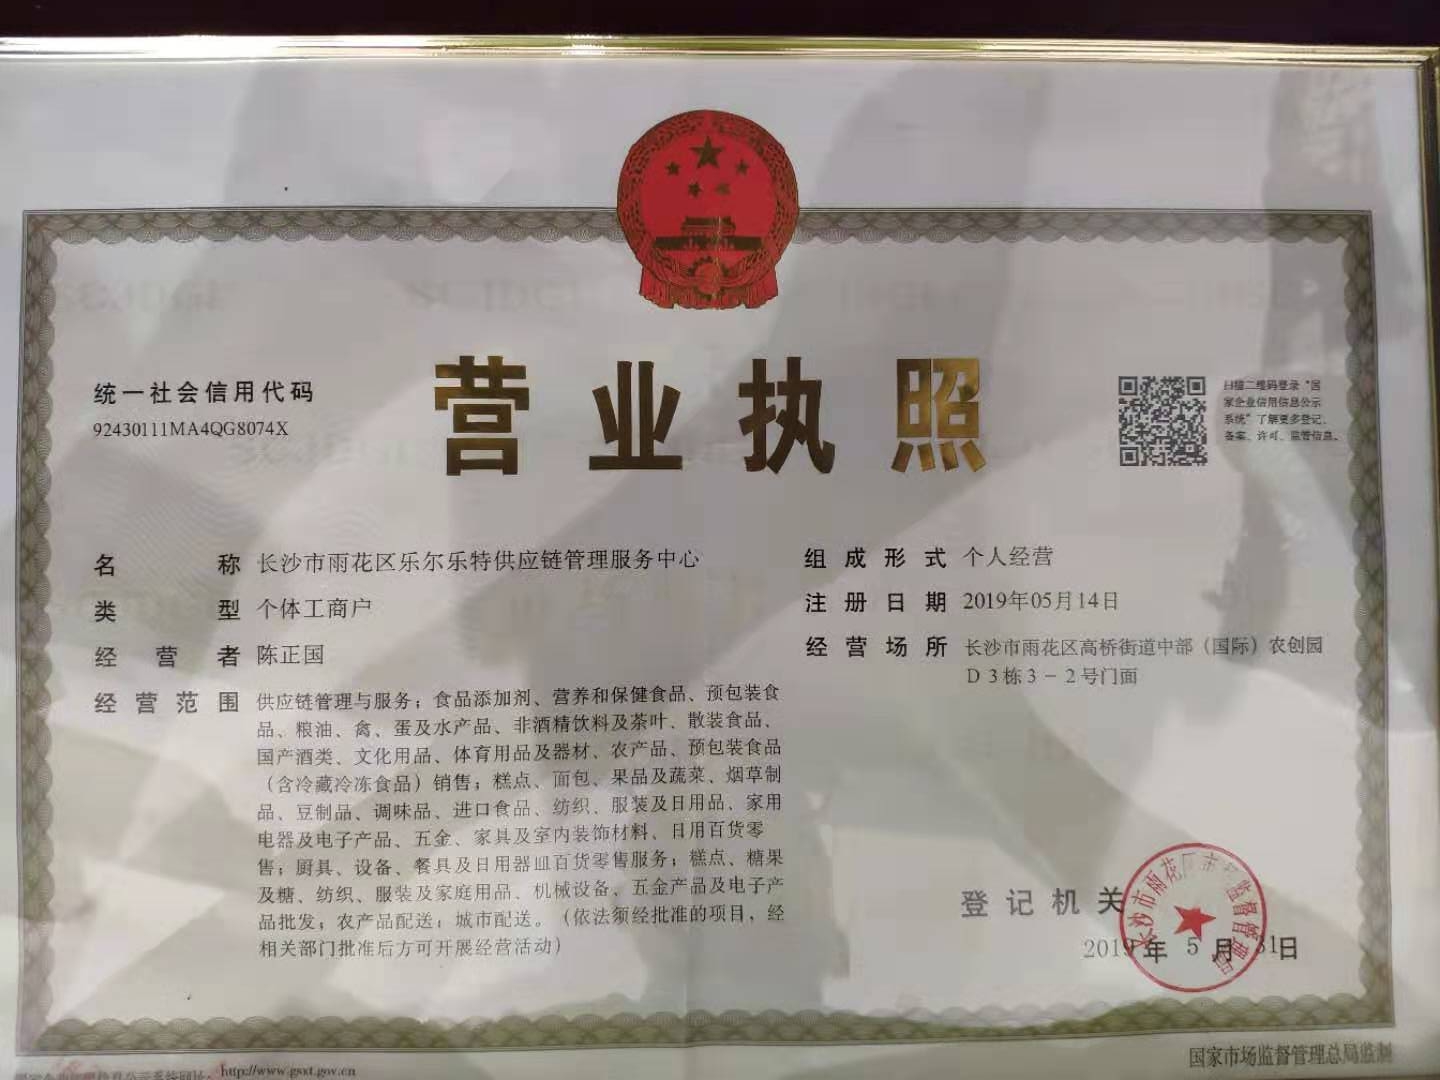 营业执照
统一社会信用代码
92430111MA4QG8074X
扫描二维码登录“国
家企业信用信息公示
系统”了解更多登记、
备案、许可、监管信息。
名 称 长沙市雨花区乐尔乐特供应链管理服务中心
类 型 个体工商户
经 营 者 陈正国
经 营 范 围 供应链管理与服务；食品添加剂、营养和保健食品、预包装食
品、粮油、禽、蛋及水产品、非酒精饮料及茶叶、散装食品、
国产酒类、文化用品、体育用品及器材、农产品、预包装食品
（含冷藏冷冻食品）销售；糕点、面包、果品及蔬菜、烟草制
品、豆制品、调味品、进口食品、纺织、服装及日用品、家用
电器及电子产品、五金、家具及室内装饰材料、日用百货零
售；厨具、设备、餐具及日用器皿百货零售服务；糕点、糖果
及糖、纺织、服装及家庭用品、机械设备、五金产品及电子产
品批发；农产品配送；城市配送。（依法须经批准的项目，经
相关部门批准后方可开展经营活动）
组 成 形 式 个人经营
注 册 日 期 2019年05月14日
经 营 场 所 长沙市雨花区高桥街道中部（国际）农创园
D3栋3－2号门面
登 记 机 关
长沙市雨花区市场监督管理局
2019 年 5 月 31日
http://www.gsxt.gov.cn
国家市场监督管理总局监制